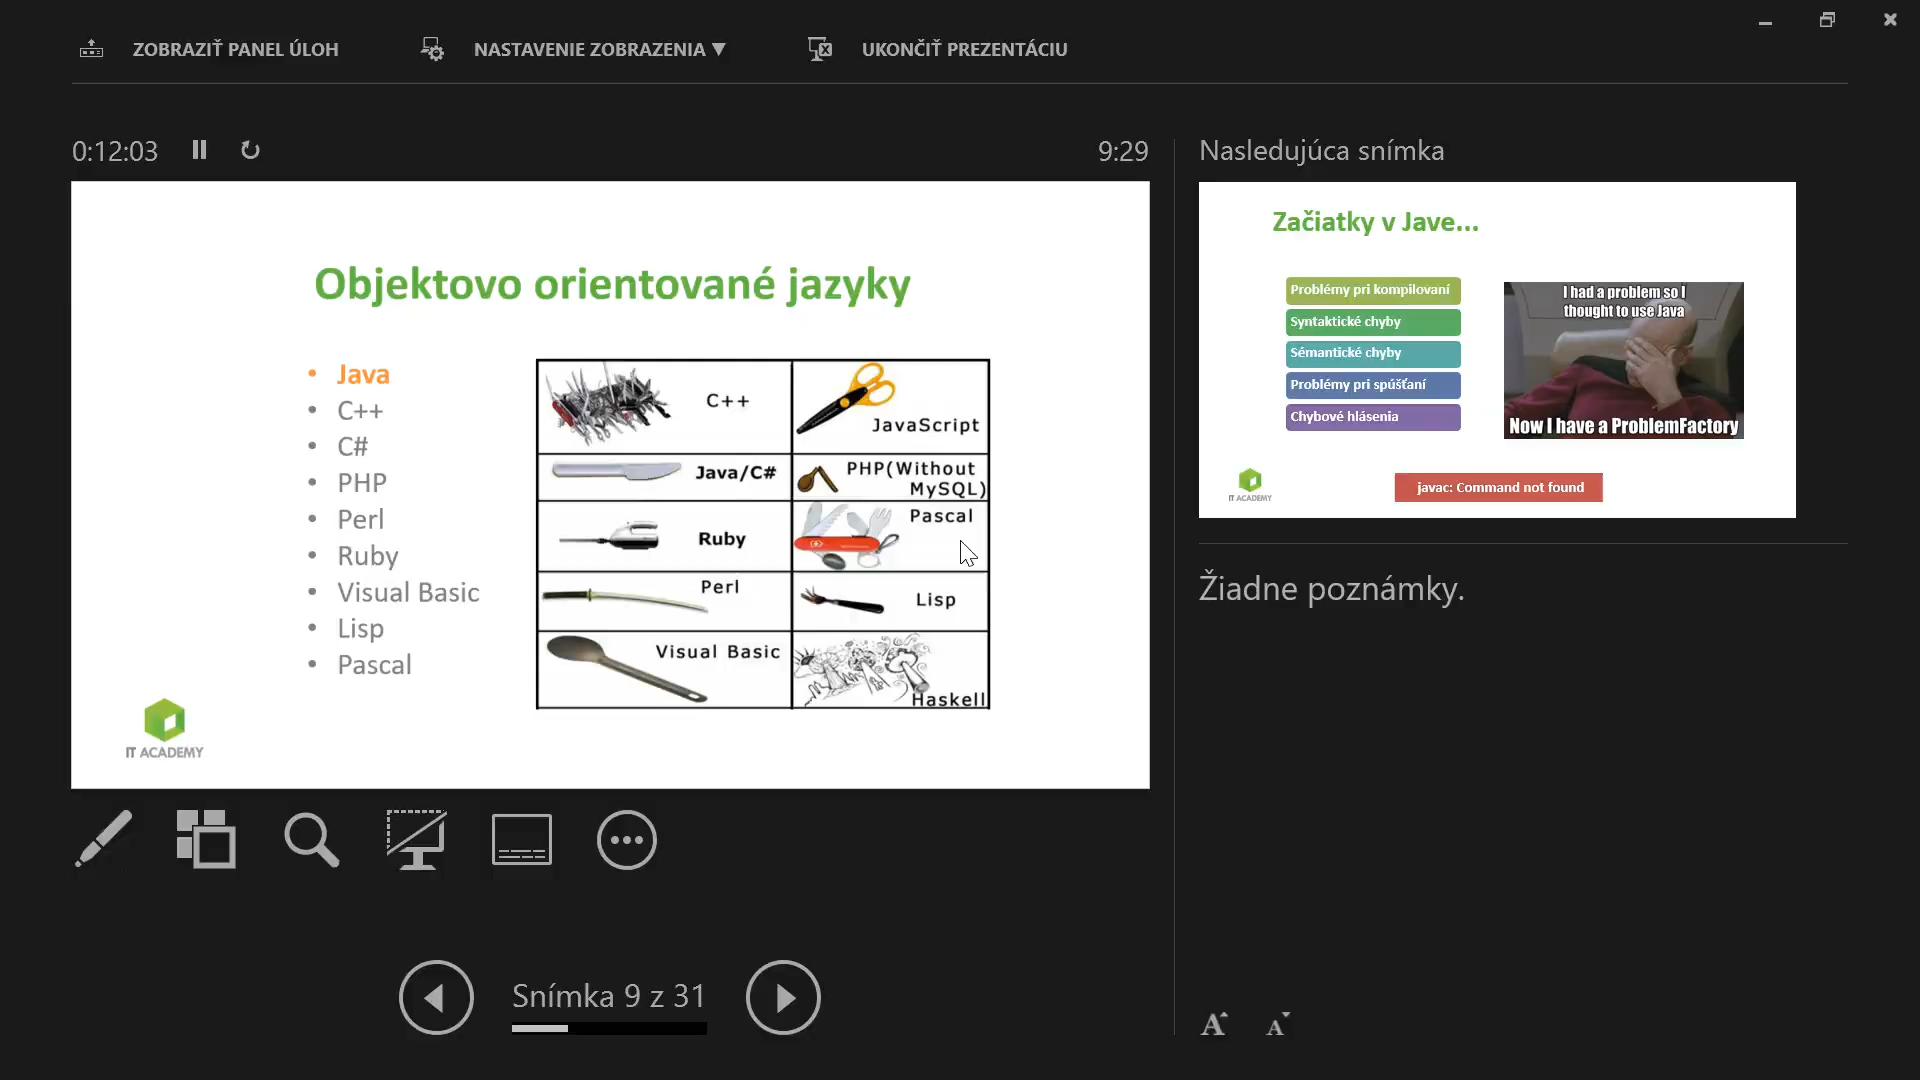 ZOBRAZIŤ PANEL ÚLOH
NASTAVENIE ZOBRAZENIA ▼
UKONČIŤ PREZENTÁCIU
0:12:03
9:29
Objektovo orientované jazyky
• Java
• C++
• C#
• PHP
• Perl
• Ruby
• Visual Basic
• Lisp
• Pascal
C++
JavaScript
Java/C#
PHP(Without
MySQL)
Ruby
Pascal
Perl
Lisp
Visual Basic
Haskell
IT ACADEMY
Snímka 9 z 31
Nasledujúca snímka
Začiatky v Jave...
Problémy pri kompilovaní
Syntaktické chyby
Sémantické chyby
Problémy pri spúšťaní
Chybové hlásenia
I had a problem so I
thought to use Java
Now I have a ProblemFactory
IT ACADEMY
javac: Command not found
Žiadne poznámky.
A A